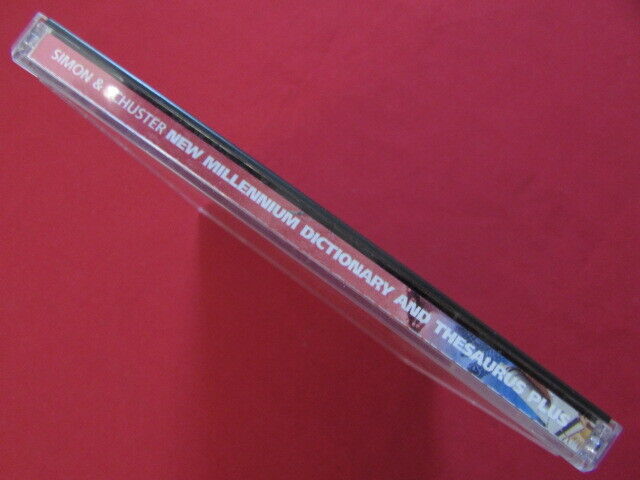 SIMON & SCHUSTER NEW MILLENNIUM DICTIONARY AND THESAURUS PLUS